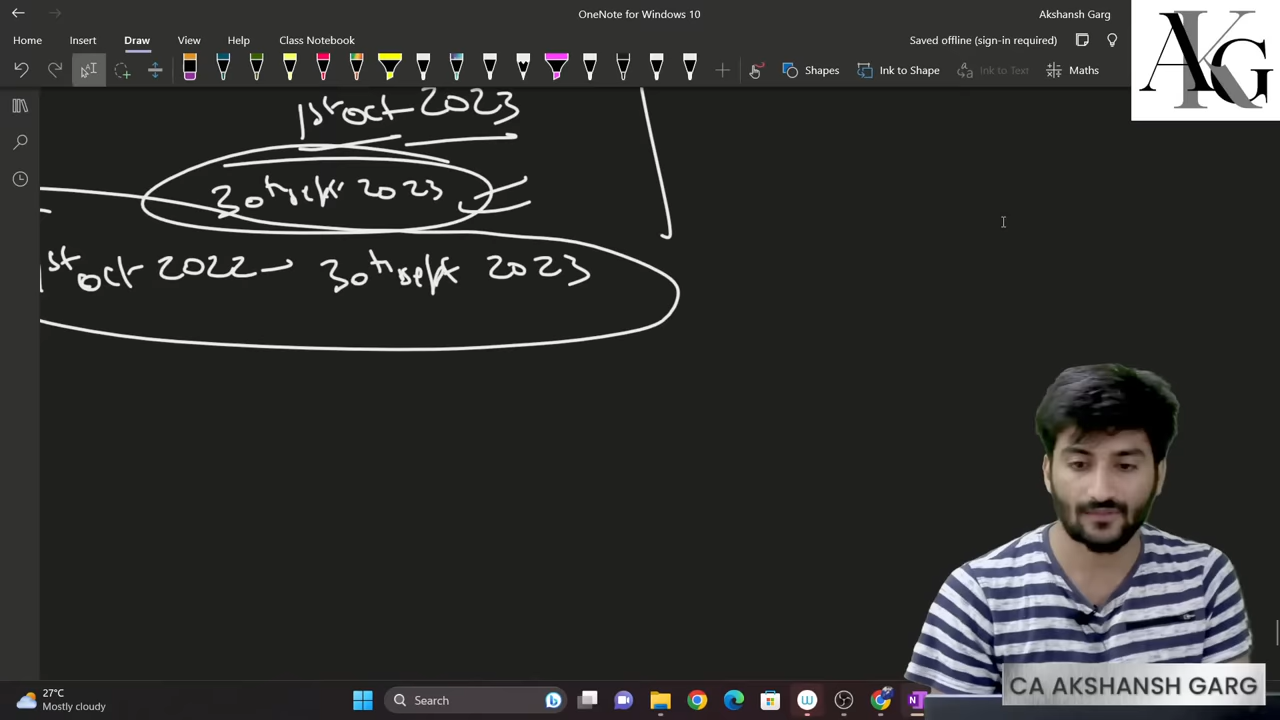 OneNote for Windows 10
Akshansh Garg
Home Insert Draw View Help Class Notebook
Saved offline (sign-in required)
Shapes Ink to Shape Ink to Text Maths
AKG
1st oct 2023
30th sept 2023
st oct 2022 → 30th sept 2023
CA AKSHANSH GARG
27°C
Mostly cloudy
Search